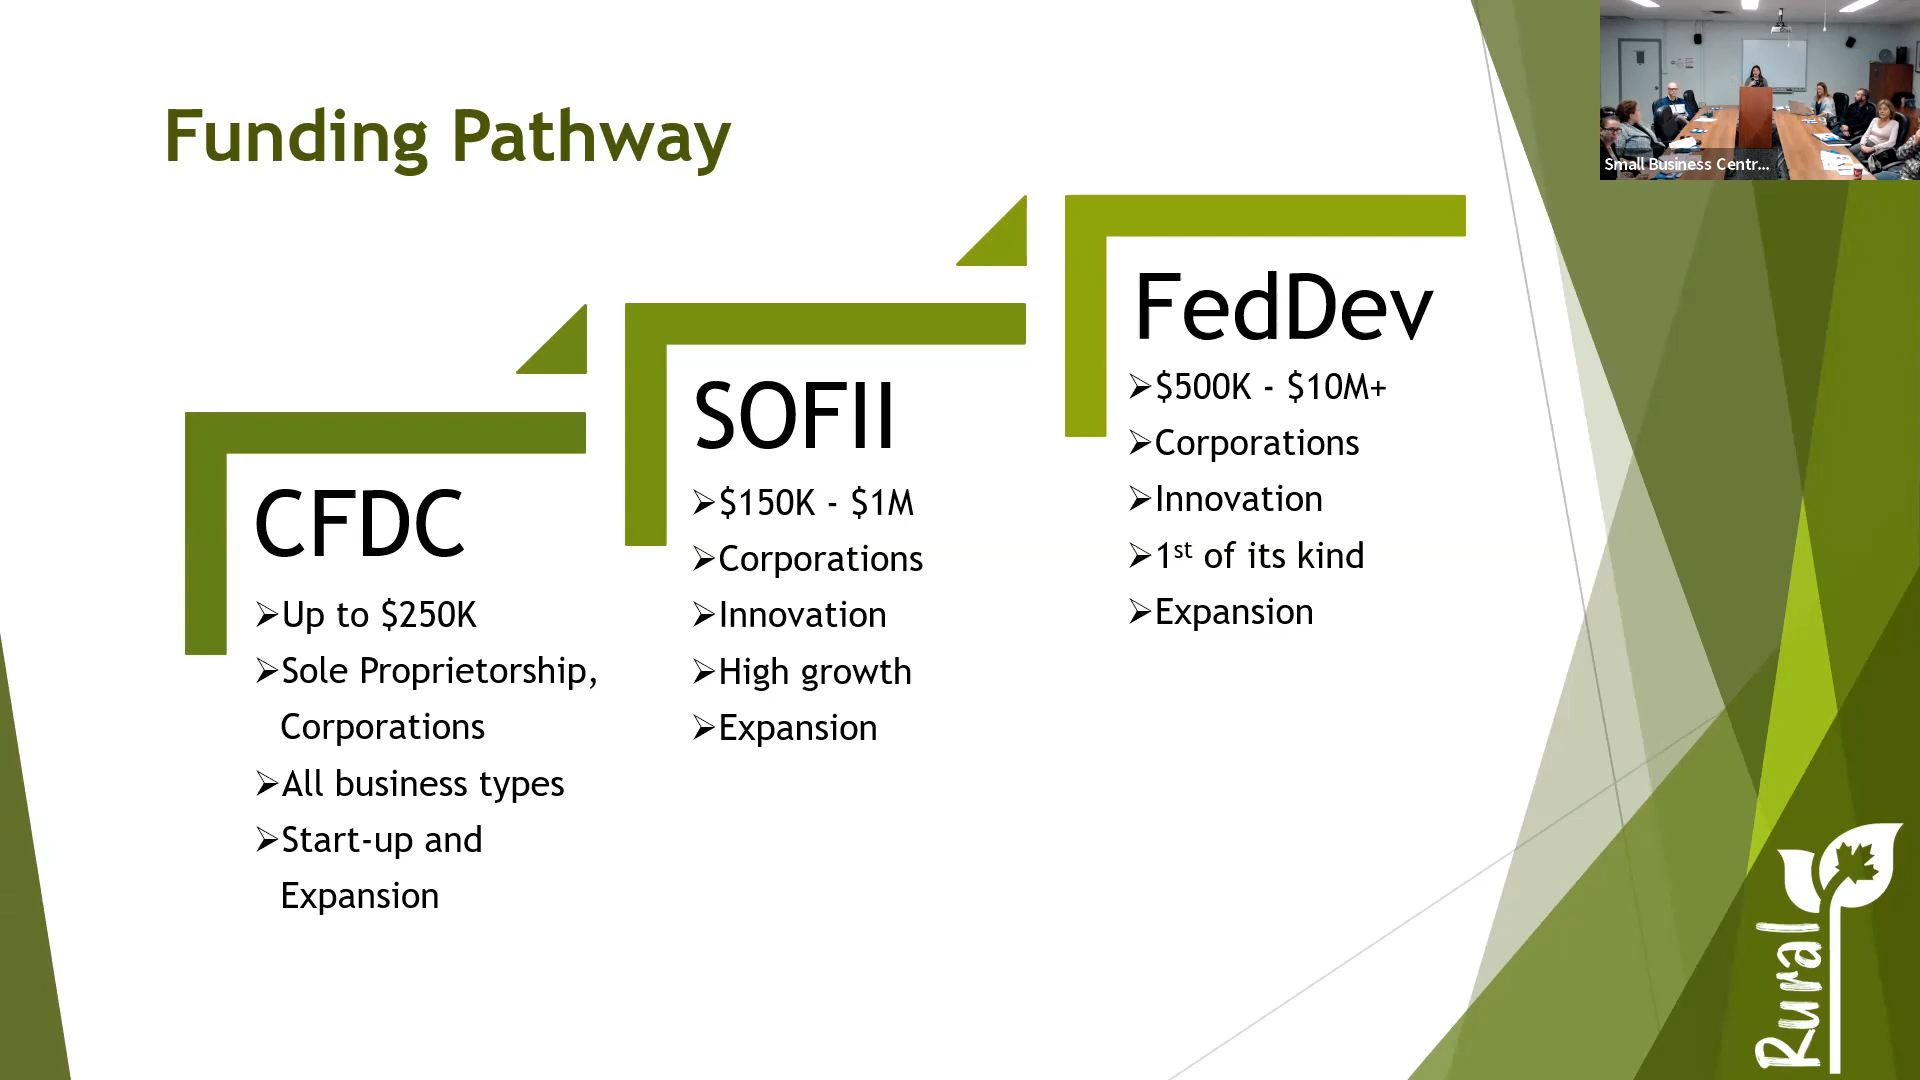 Funding Pathway
Small Business Centr...
CFDC
➢Up to $250K
➢Sole Proprietorship,
Corporations
➢All business types
➢Start-up and
Expansion
SOFII
➢$150K - $1M
➢Corporations
➢Innovation
➢High growth
➢Expansion
FedDev
➢$500K - $10M+
➢Corporations
➢Innovation
➢1st of its kind
➢Expansion
Rural